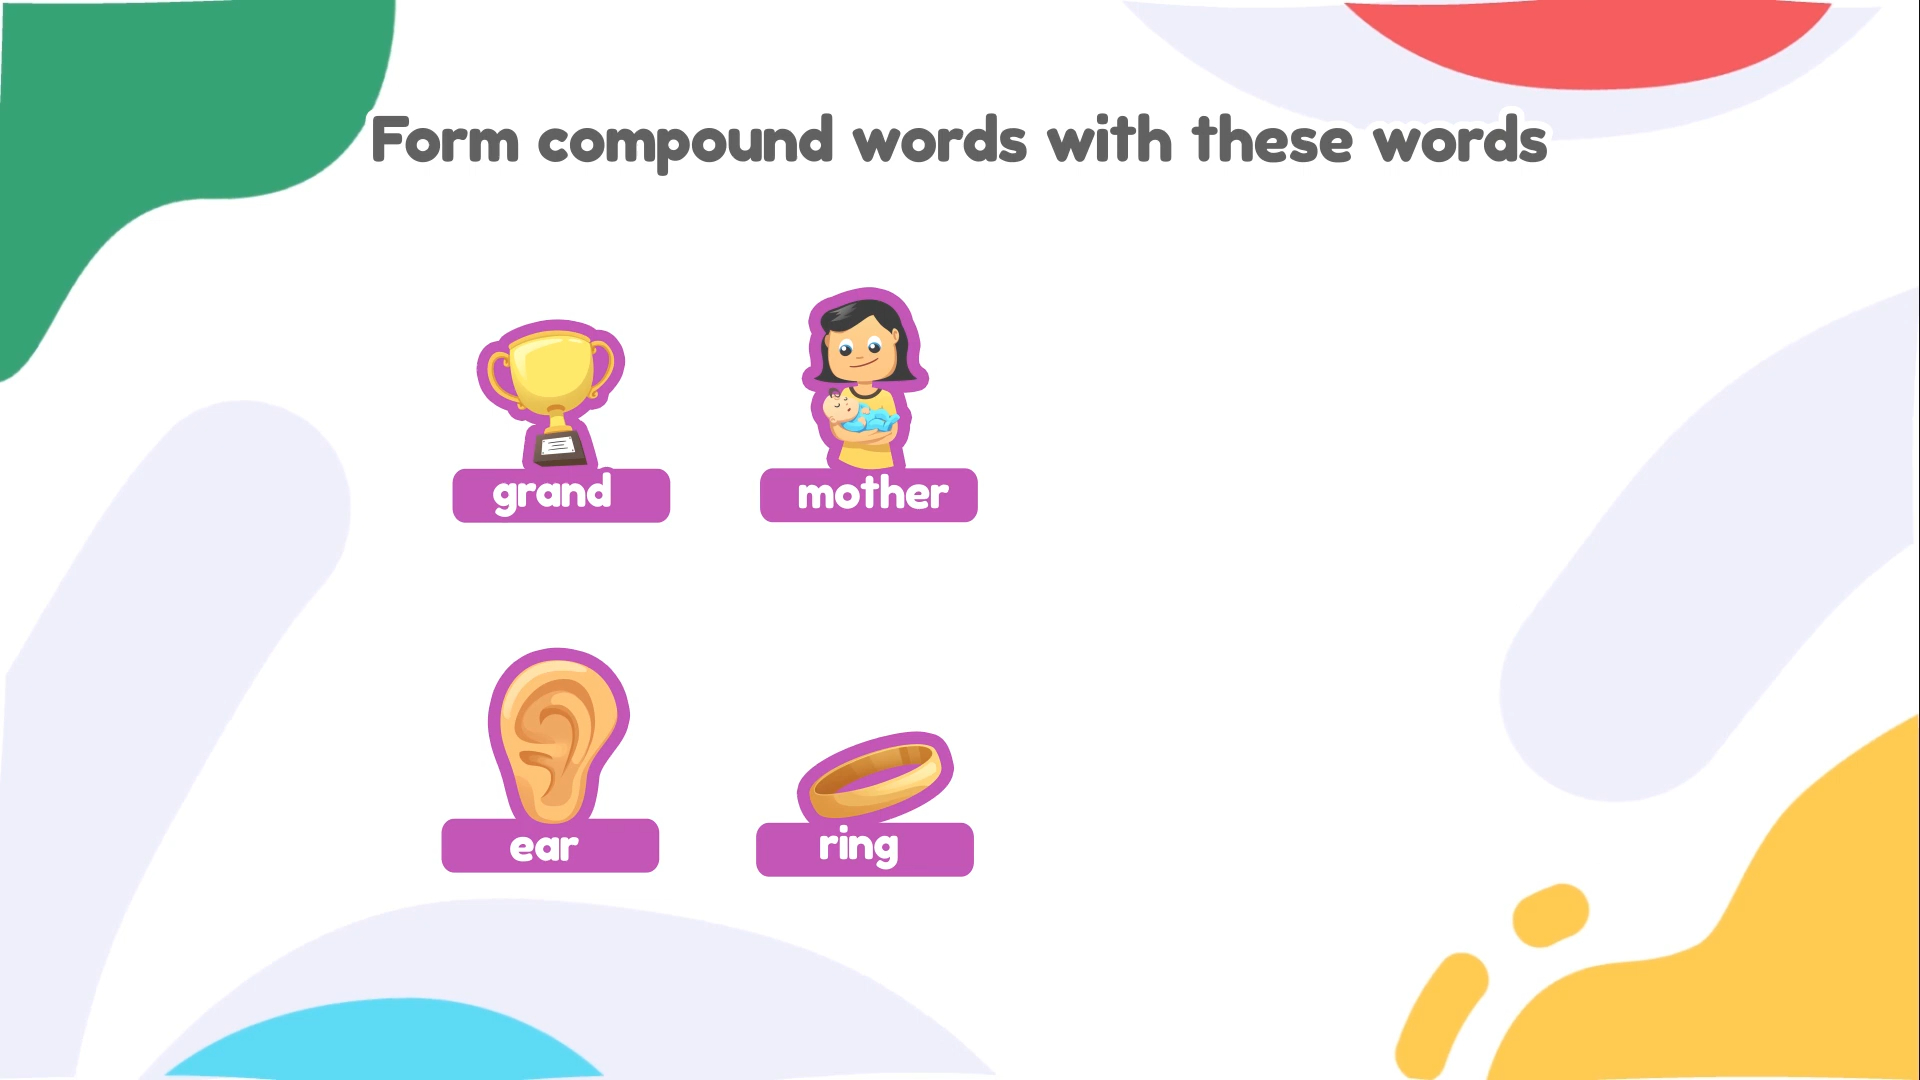 Form compound words with these words
grand
mother
ear
ring